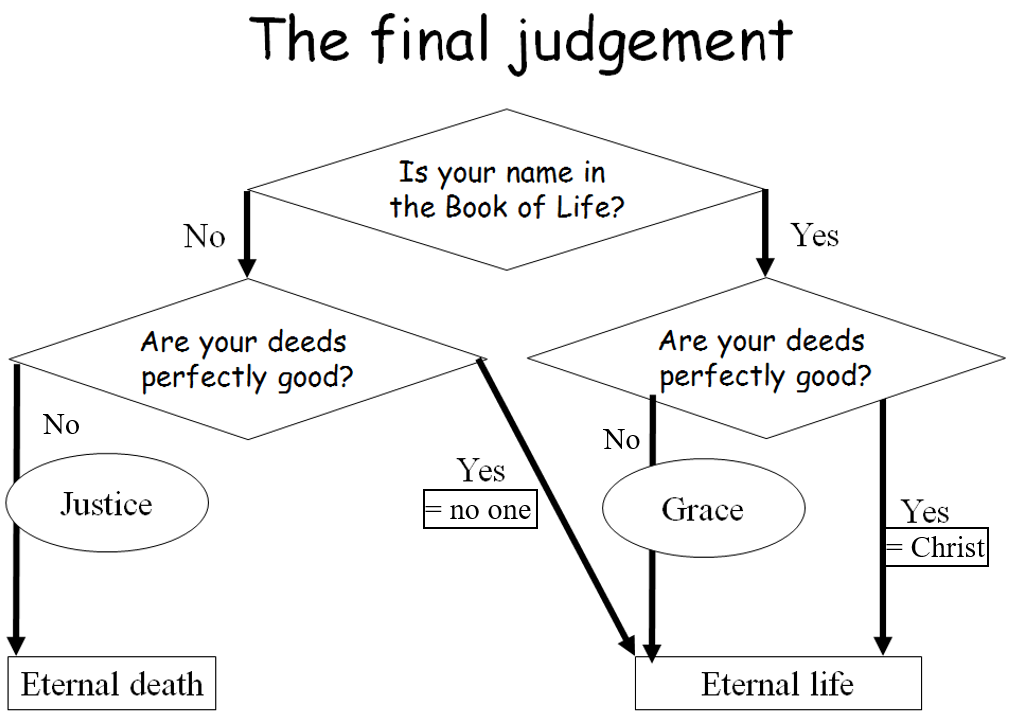 The final judgement
Is your name in
the Book of Life?
No
Yes
Are your deeds
perfectly good?
Are your deeds
perfectly good?
No
Justice
Yes
= no one
No
Grace
Yes
= Christ
Eternal death
Eternal life